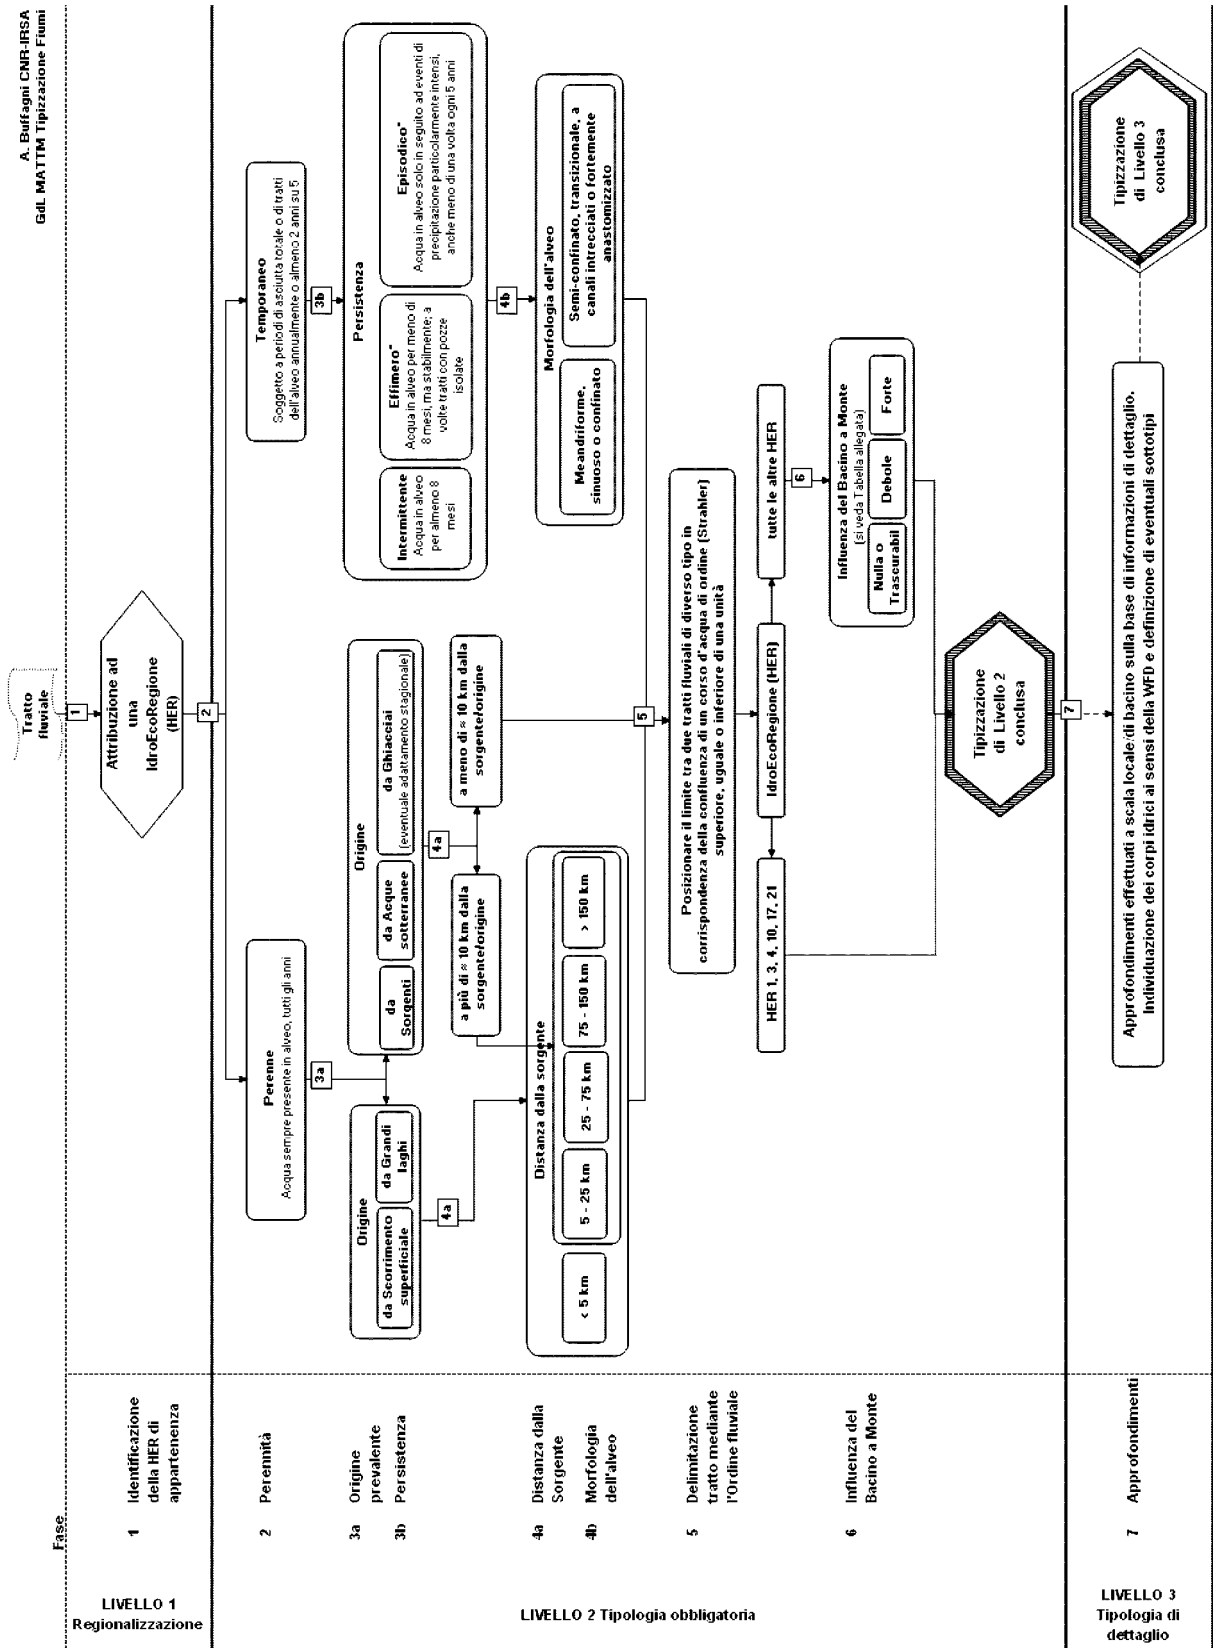 A. Buffagni CNR-IRSA
GdL MATTM Tipizzazione Fiumi
Fase
Tratto
fluviale
LIVELLO 1
Regionalizzazione
1
Identificazione
della HER di
appartenenza
1
Attribuzione ad
una
IdroEcoRegione
(HER)
LIVELLO 2 Tipologia obbligatoria
2
Perennità
2
Perenne
Acqua sempre presente in alveo, tutti gli anni
Temporaneo
Soggetto a periodi di asciutta totale o di tratti
dell'alveo annualmente o almeno 2 anni su 5
3a
Origine
prevalente
3b
Persistenza
3a
3b
Origine
da Scorrimento
superficiale
da Grandi
laghi
Origine
da
Sorgenti
da Acque
sotterranee
da Ghiacciai
(eventuale adattamento stagionale)
Persistenza
Intermittente
Acqua in alveo
per almeno 8
mesi
Effimero*
Acqua in alveo per meno di
8 mesi, ma stabilmente; a
volte tratti con pozze
isolate
Episodico*
Acqua in alveo solo in seguito ad eventi di
precipitazione particolarmente intensi,
anche meno di una volta ogni 5 anni
4a
Distanza dalla
Sorgente
4b
Morfologia
dell'alveo
4a
4a
4b
a più di ≈ 10 km dalla
sorgente/origine
a meno di ≈ 10 km dalla
sorgente/origine
Distanza dalla sorgente
< 5 km
5 - 25 km
25 - 75 km
75 - 150 km
> 150 km
Morfologia dell'alveo
Meandriforme,
sinuoso o confinato
Semi-confinato, transizionale, a
canali intrecciati o fortemente
anastomizzato
5
Delimitazione
tratto mediante
l'Ordine fluviale
5
Posizionare il limite tra due tratti fluviali di diverso tipo in
corrispondenza della confluenza di un corso d'acqua di ordine (Strahler)
superiore, uguale o inferiore di una unità
HER 1, 3, 4, 10, 17, 21
IdroEcoRegione (HER)
tutte le altre HER
6
Influenza del
Bacino a Monte
6
Influenza del Bacino a Monte
(si veda Tabella allegata)
Nulla o
Trascurabil
Debole
Forte
Tipizzazione
di Livello 2
conclusa
LIVELLO 3
Tipologia di
dettaglio
7
Approfondimenti
7
Approfondimenti effettuati a scala locale/di bacino sulla base di informazioni di dettaglio.
Individuazione dei corpi idrici ai sensi della WFD e definizione di eventuali sottotipi
Tipizzazione
di Livello 3
conclusa